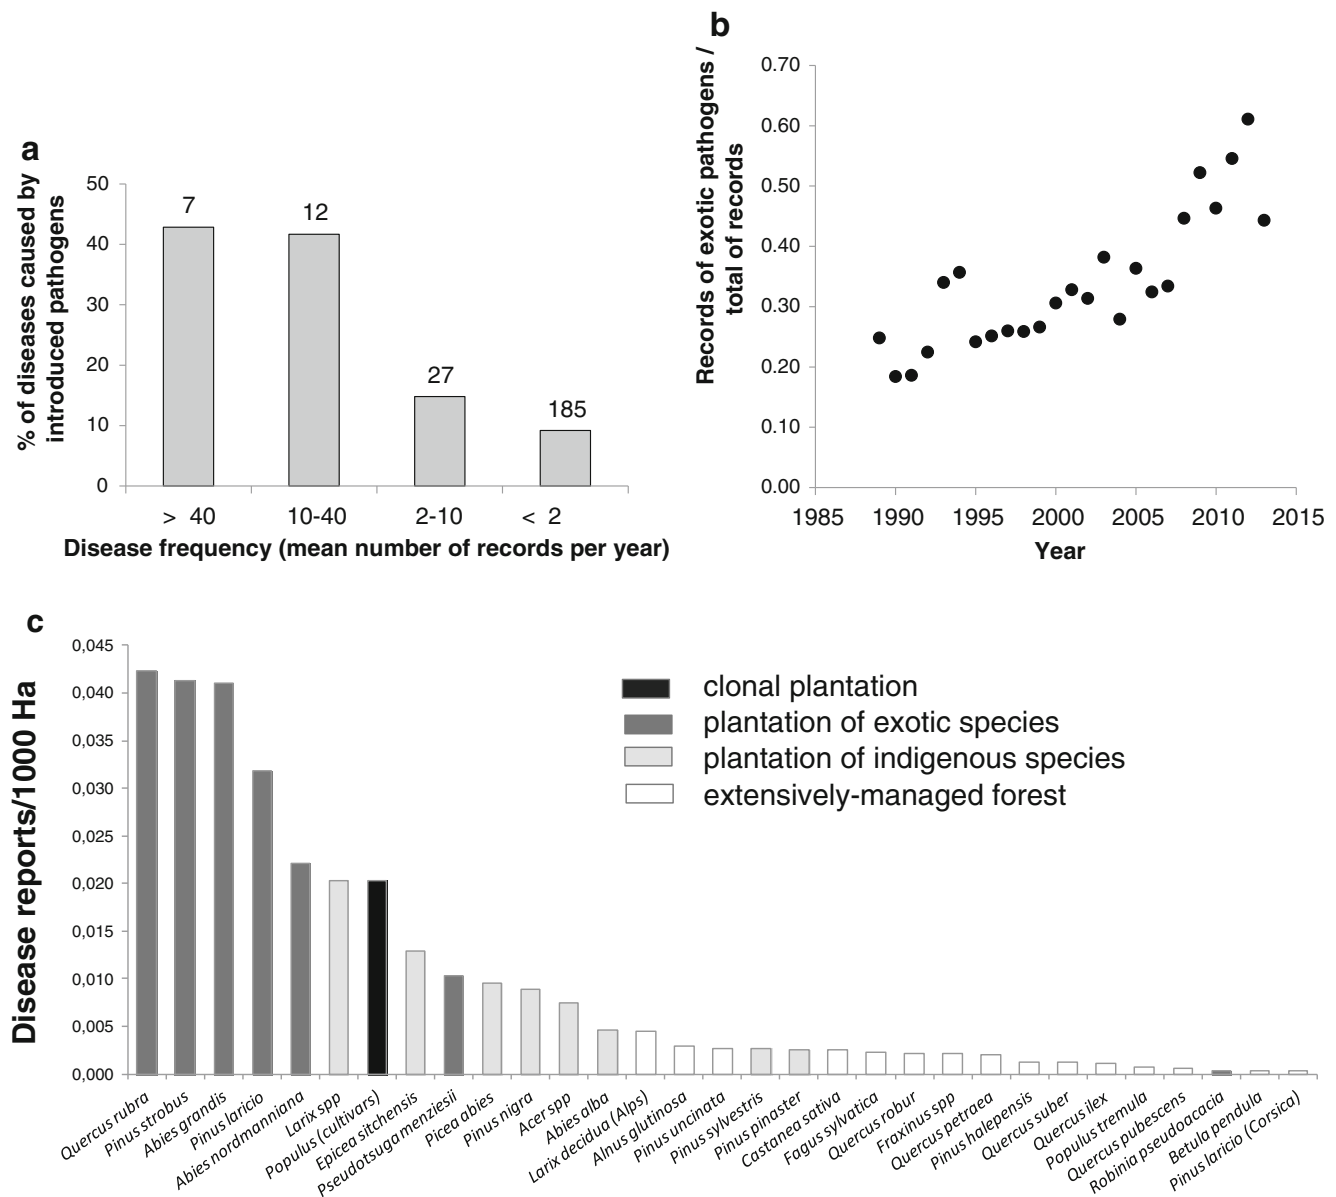 a
% of diseases caused by
introduced pathogens
50
40
30
20
10
0
7
12
27
185
> 40
10-40
2-10
< 2
Disease frequency (mean number of records per year)
b
Records of exotic pathogens /
total of records
0.70
0.60
0.50
0.40
0.30
0.20
0.10
0.00
1985
1990
1995
2000
2005
2010
2015
Year
c
Disease reports/1000 Ha
0,045
0,040
0,035
0,030
0,025
0,020
0,015
0,010
0,005
0,000
clonal plantation
plantation of exotic species
plantation of indigenous species
extensively-managed forest
Quercus rubra
Pinus strobus
Abies grandis
Pinus laricio
Abies nordmanniana
Larix spp
Populus (cultivars)
Epicea sitchensis
Pseudotsuga menziesii
Picea abies
Pinus nigra
Acer spp
Abies alba
Larix decidua (Alps)
Alnus glutinosa
Pinus uncinata
Pinus sylvestris
Pinus pinaster
Castanea sativa
Fagus sylvatica
Quercus robur
Fraxinus spp
Quercus petraea
Pinus halepensis
Quercus suber
Quercus ilex
Populus tremula
Quercus pubescens
Robinia pseudoacacia
Betula pendula
Pinus laricio (Corsica)